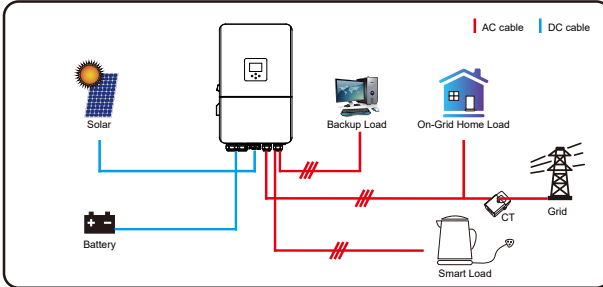 AC cable
DC cable
Solar
Backup Load
On-Grid Home Load
CT
Grid
Battery
Smart Load